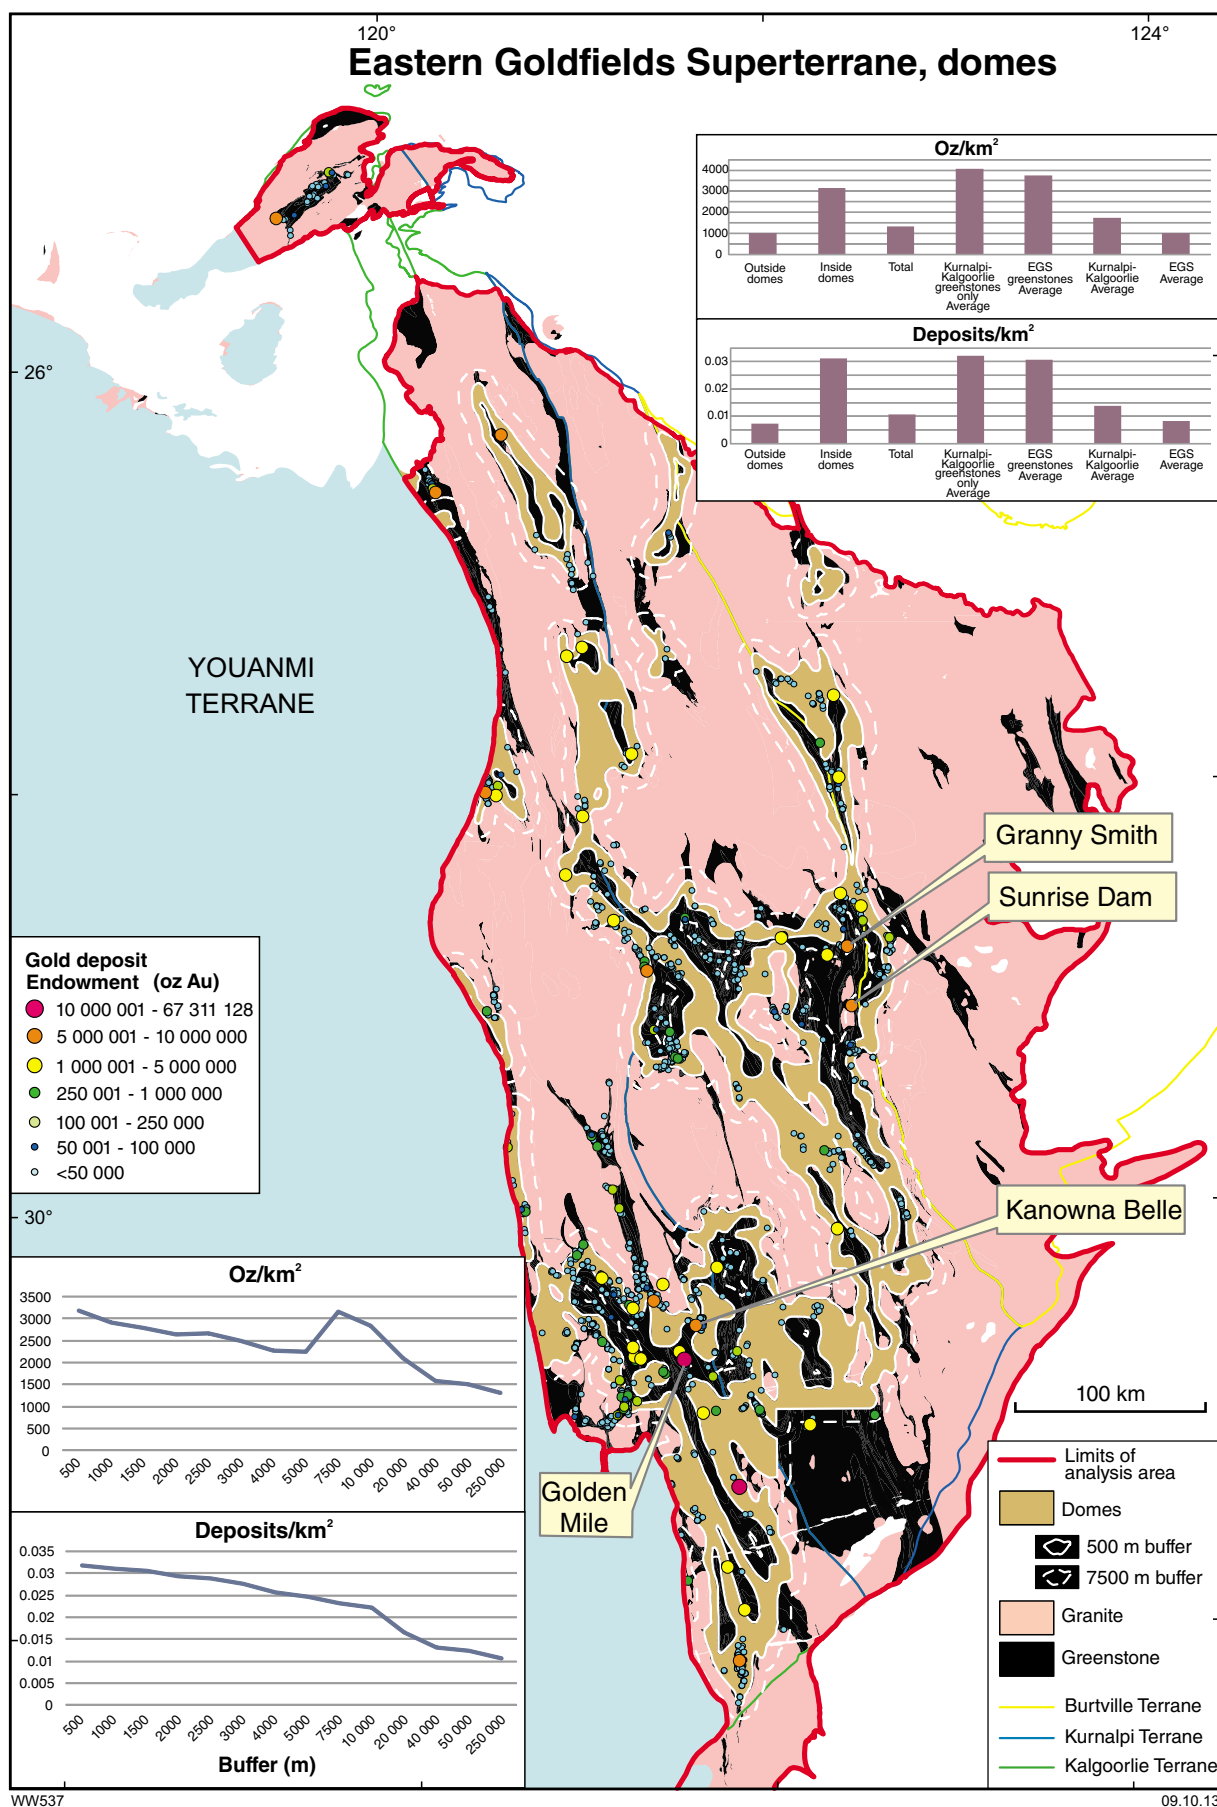 120°
124°
Eastern Goldfields Superterrane, domes
Oz/km²
4000
3000
2000
1000
0
Outside domes
Inside domes
Total
Kurnalpi-Kalgoorlie greenstones only Average
EGS greenstones Average
Kurnalpi-Kalgoorlie Average
EGS Average
Deposits/km²
0.03
0.02
0.01
0
Outside domes
Inside domes
Total
Kurnalpi-Kalgoorlie greenstones only Average
EGS greenstones Average
Kurnalpi-Kalgoorlie Average
EGS Average
26°
YOUANMI
TERRANE
Granny Smith
Sunrise Dam
Gold deposit
Endowment (oz Au)
10 000 001 - 67 311 128
5 000 001 - 10 000 000
1 000 001 - 5 000 000
250 001 - 1 000 000
100 001 - 250 000
50 001 - 100 000
<50 000
Kanowna Belle
30°
Oz/km²
3500
3000
2500
2000
1500
1000
500
0
500 1000 1500 2000 2500 3000 4000 5000 7500 10 000 20 000 40 000 50 000 250 000
Deposits/km²
0.035
0.03
0.025
0.02
0.015
0.01
0.005
0
500 1000 1500 2000 2500 3000 4000 5000 7500 10 000 20 000 40 000 50 000 250 000
Buffer (m)
Golden
Mile
100 km
Limits of
analysis area
Domes
500 m buffer
7500 m buffer
Granite
Greenstone
Burtville Terrane
Kurnalpi Terrane
Kalgoorlie Terrane
WW537
09.10.13